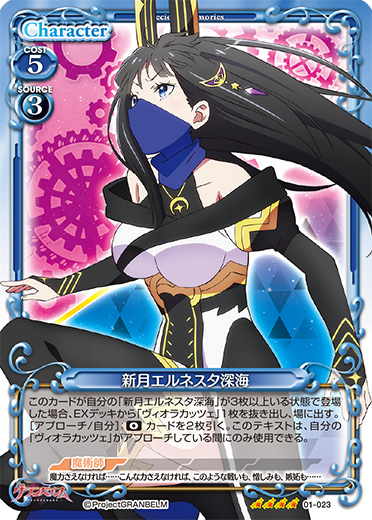 Precious Memories
Character
COST
5
SOURCE
3
新月エルネスタ深海
このカードが自分の「新月エルネスタ深海」が3枚以上いる状態で登場
した場合、EXデッキから「ヴィオラカッツェ」1枚を抜き出し、場に出す。
[アプローチ/自分]: カードを2枚引く。このテキストは、自分の
「ヴィオラカッツェ」がアプローチしている間にのみ使用できる。
魔術師
魔力さえなければ……こんな力さえなければ、このような戦いも、憎しみも、嫉妬も……
グランベルム
©ProjectGRANBELM
01-023